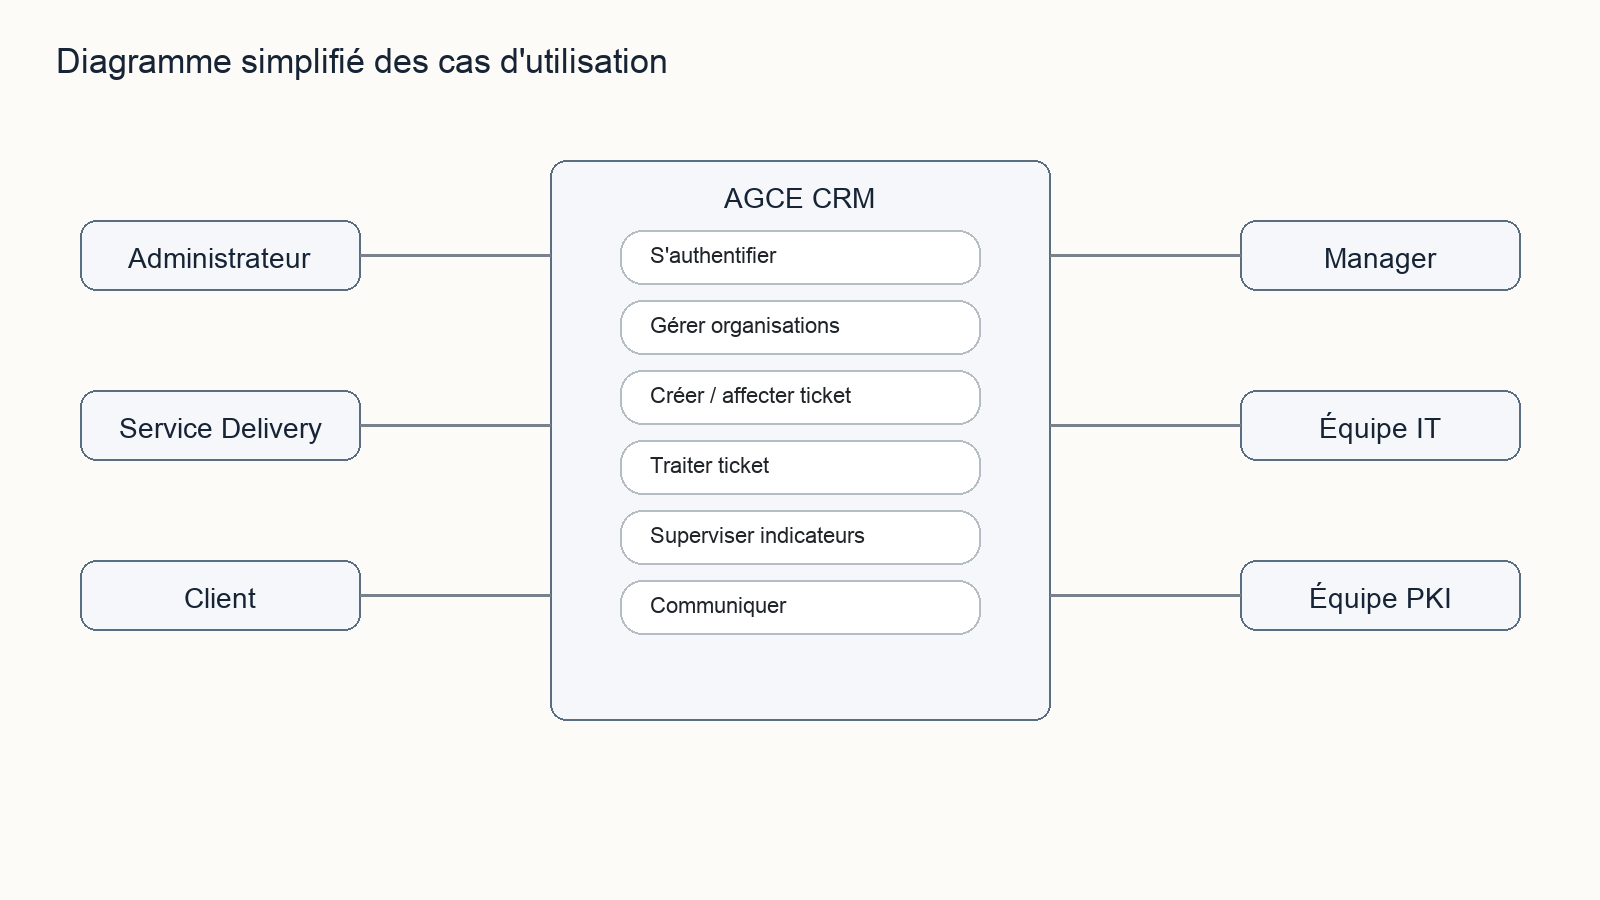 Diagramme simplifié des cas d'utilisation
AGCE CRM
Administrateur
Service Delivery
Client
S'authentifier
Gérer organisations
Créer / affecter ticket
Traiter ticket
Superviser indicateurs
Communiquer
Manager
Équipe IT
Équipe PKI